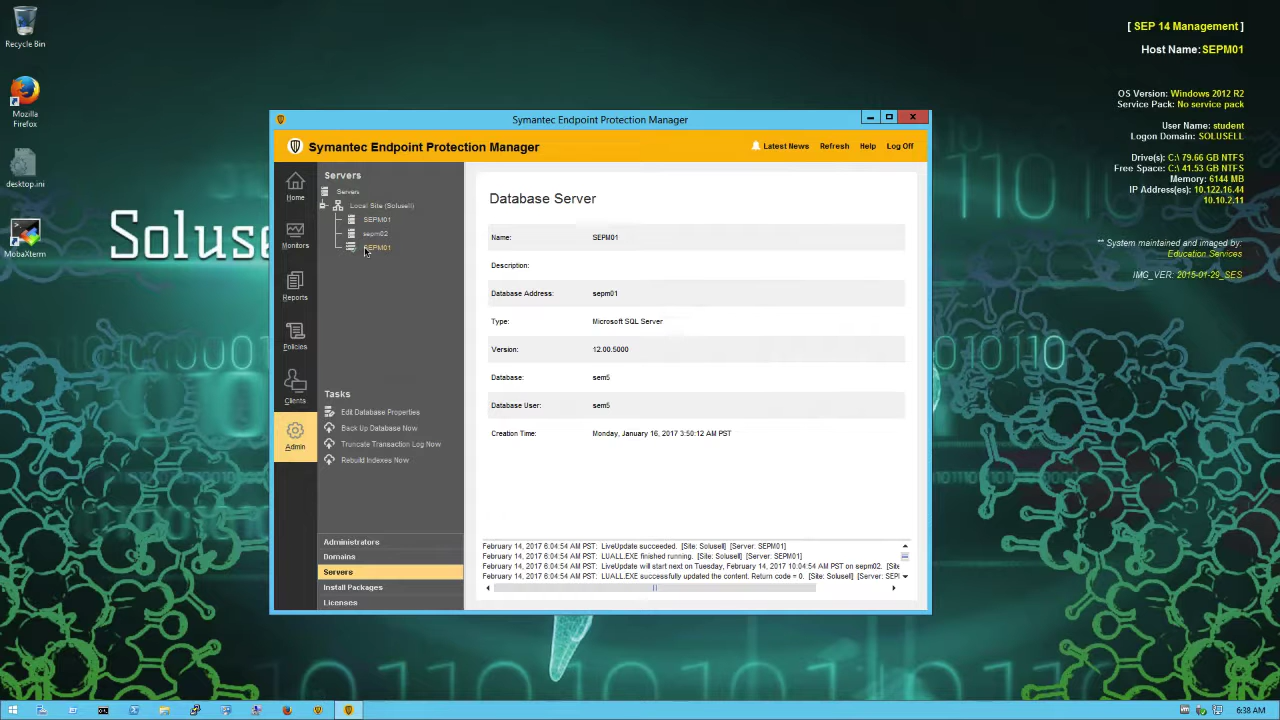 Recycle Bin
Mozilla
Firefox
desktop.ini
MobaXterm
Soluse
[ SEP 14 Management ]
Host Name: SEPM01
OS Version: Windows 2012 R2
Service Pack: No service pack
User Name: student
Logon Domain: SOLUSELL
Drive(s): C:\ 79.66 GB NTFS
Free Space: C:\ 41.53 GB NTFS
Memory: 6144 MB
IP Address(es): 10.122.16.44
10.10.2.11
** System maintained and imaged by:
Education Services
IMG_VER: 2015-01-29_SES
Symantec Endpoint Protection Manager
Symantec Endpoint Protection Manager
Latest News
Refresh
Help
Log Off
Home
Monitors
Reports
Policies
Clients
Admin
Servers
Servers
Local Site (Solusell)
SEPM01
sepm02
SEPM01
Tasks
Edit Database Properties
Back Up Database Now
Truncate Transaction Log Now
Rebuild Indexes Now
Administrators
Domains
Servers
Install Packages
Licenses
Database Server
Name: SEPM01
Description:
Database Address: sepm01
Type: Microsoft SQL Server
Version: 12.00.5000
Database: sem5
Database User: sem5
Creation Time: Monday, January 16, 2017 3:50:12 AM PST
February 14, 2017 6:04:54 AM PST: LiveUpdate succeeded. [Site: Solusell] [Server: SEPM01]
February 14, 2017 6:04:54 AM PST: LUALL.EXE finished running. [Site: Solusell] [Server: SEPM01]
February 14, 2017 6:04:54 AM PST: LiveUpdate will start next on Tuesday, February 14, 2017 10:04:54 AM PST on sepm02. [Site
February 14, 2017 6:04:54 AM PST: LUALL.EXE successfully updated the content. Return code = 0. [Site: Solusell] [Server: SEPI
6:38 AM